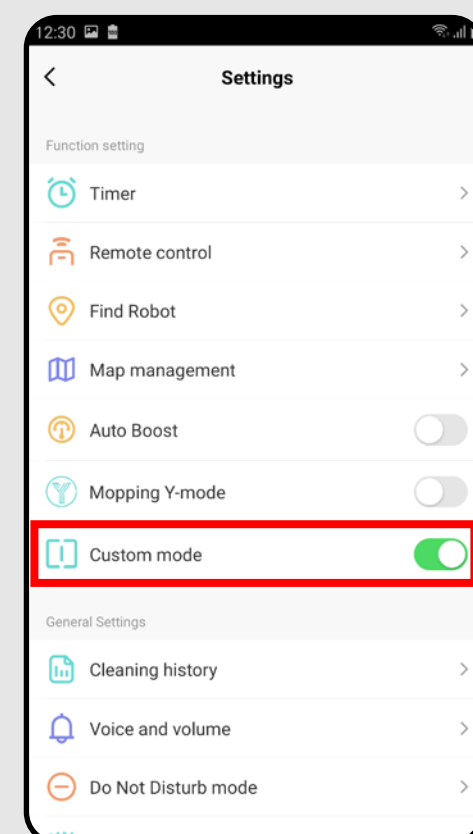 12:30
Settings
Function setting
Timer
Remote control
Find Robot
Map management
Auto Boost
Mopping Y-mode
Custom mode
General Settings
Cleaning history
Voice and volume
Do Not Disturb mode